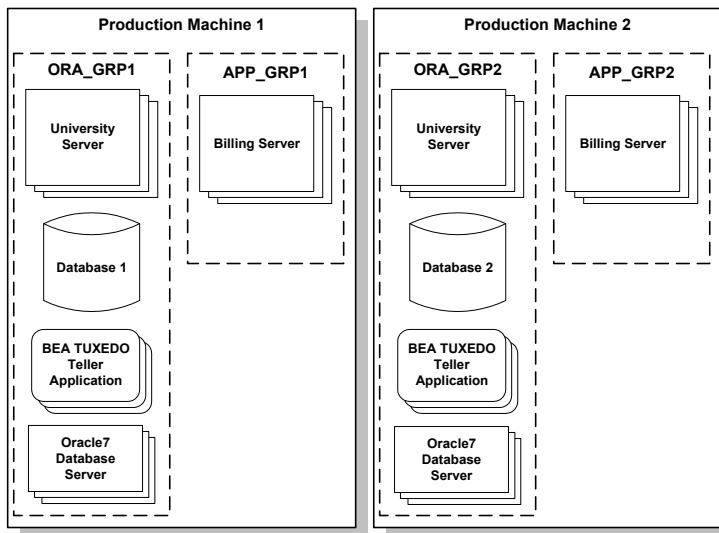 Production Machine 1
ORA_GRP1
University
Server
Database 1
BEA TUXEDO
Teller
Application
Oracle7
Database
Server
APP_GRP1
Billing Server
Production Machine 2
ORA_GRP2
University
Server
Database 2
BEA TUXEDO
Teller
Application
Oracle7
Database
Server
APP_GRP2
Billing Server